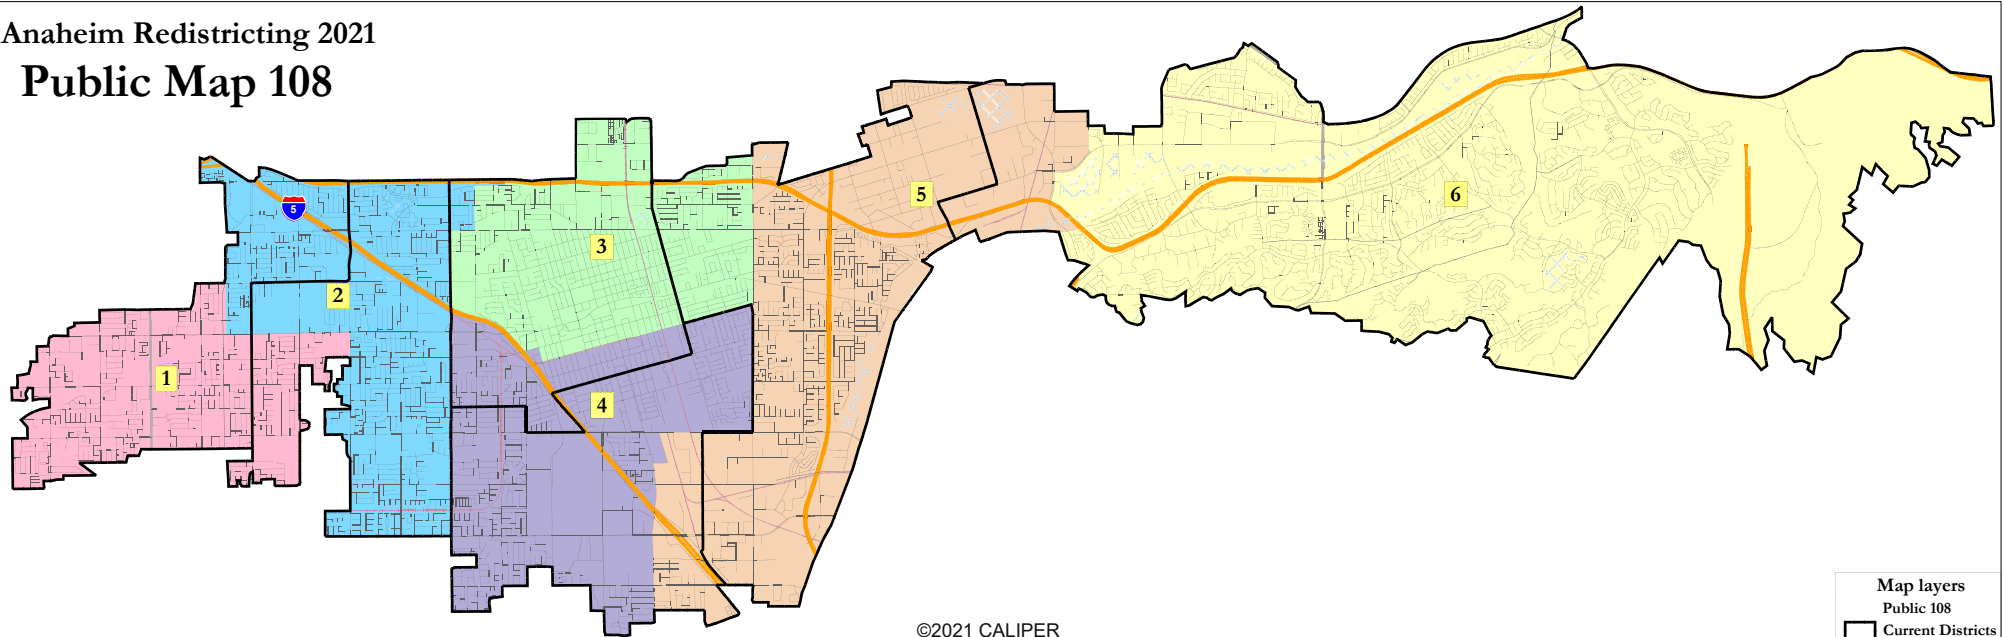 Anaheim Redistricting 2021
Public Map 108
5
1
2
3
4
5
6
©2021 CALIPER
Map layers
Public 108
Current Districts